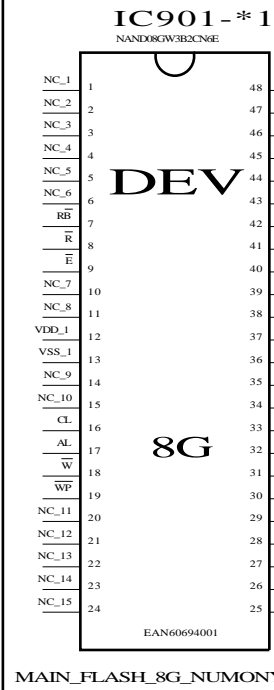 IC901-*1
NAND08GW3B2CN6E
NC_1 1 48
NC_2 2 47
NC_3 3 46
NC_4 4 45
NC_5 5 DEV 44
NC_6 6 43
RB 7 42
R 8 41
E 9 40
NC_7 10 39
NC_8 11 38
VDD_1 12 37
VSS_1 13 36
NC_9 14 35
NC_10 15 34
CL 16 33
AL 17 8G 32
W 18 31
WP 19 30
NC_11 20 29
NC_12 21 28
NC_13 22 27
NC_14 23 26
NC_15 24 25
EAN60694001
MAIN_FLASH_8G_NUMONY